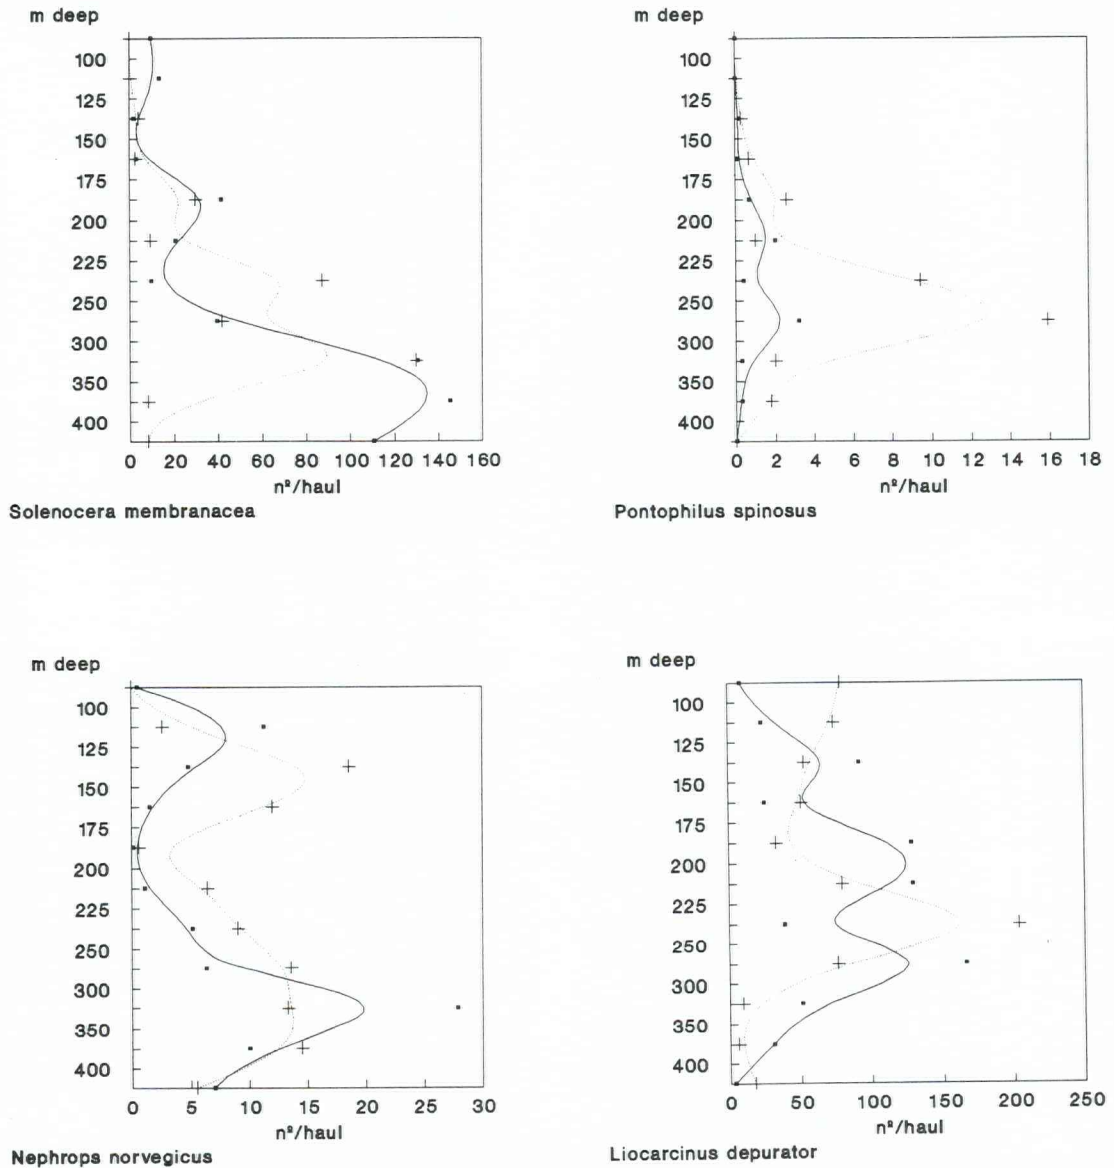 m deep
100
125
150
175
200
225
250
300
350
400
0 20 40 60 80 100 120 140 160
nº/haul
Solenocera membranacea
m deep
100
125
150
175
200
225
250
300
350
400
0 2 4 6 8 10 12 14 16 18
nº/haul
Pontophilus spinosus
m deep
100
125
150
175
200
225
250
300
350
400
0 5 10 15 20 25 30
nº/haul
Nephrops norvegicus
m deep
100
125
150
175
200
225
250
300
350
400
0 50 100 150 200 250
nº/haul
Liocarcinus depurator